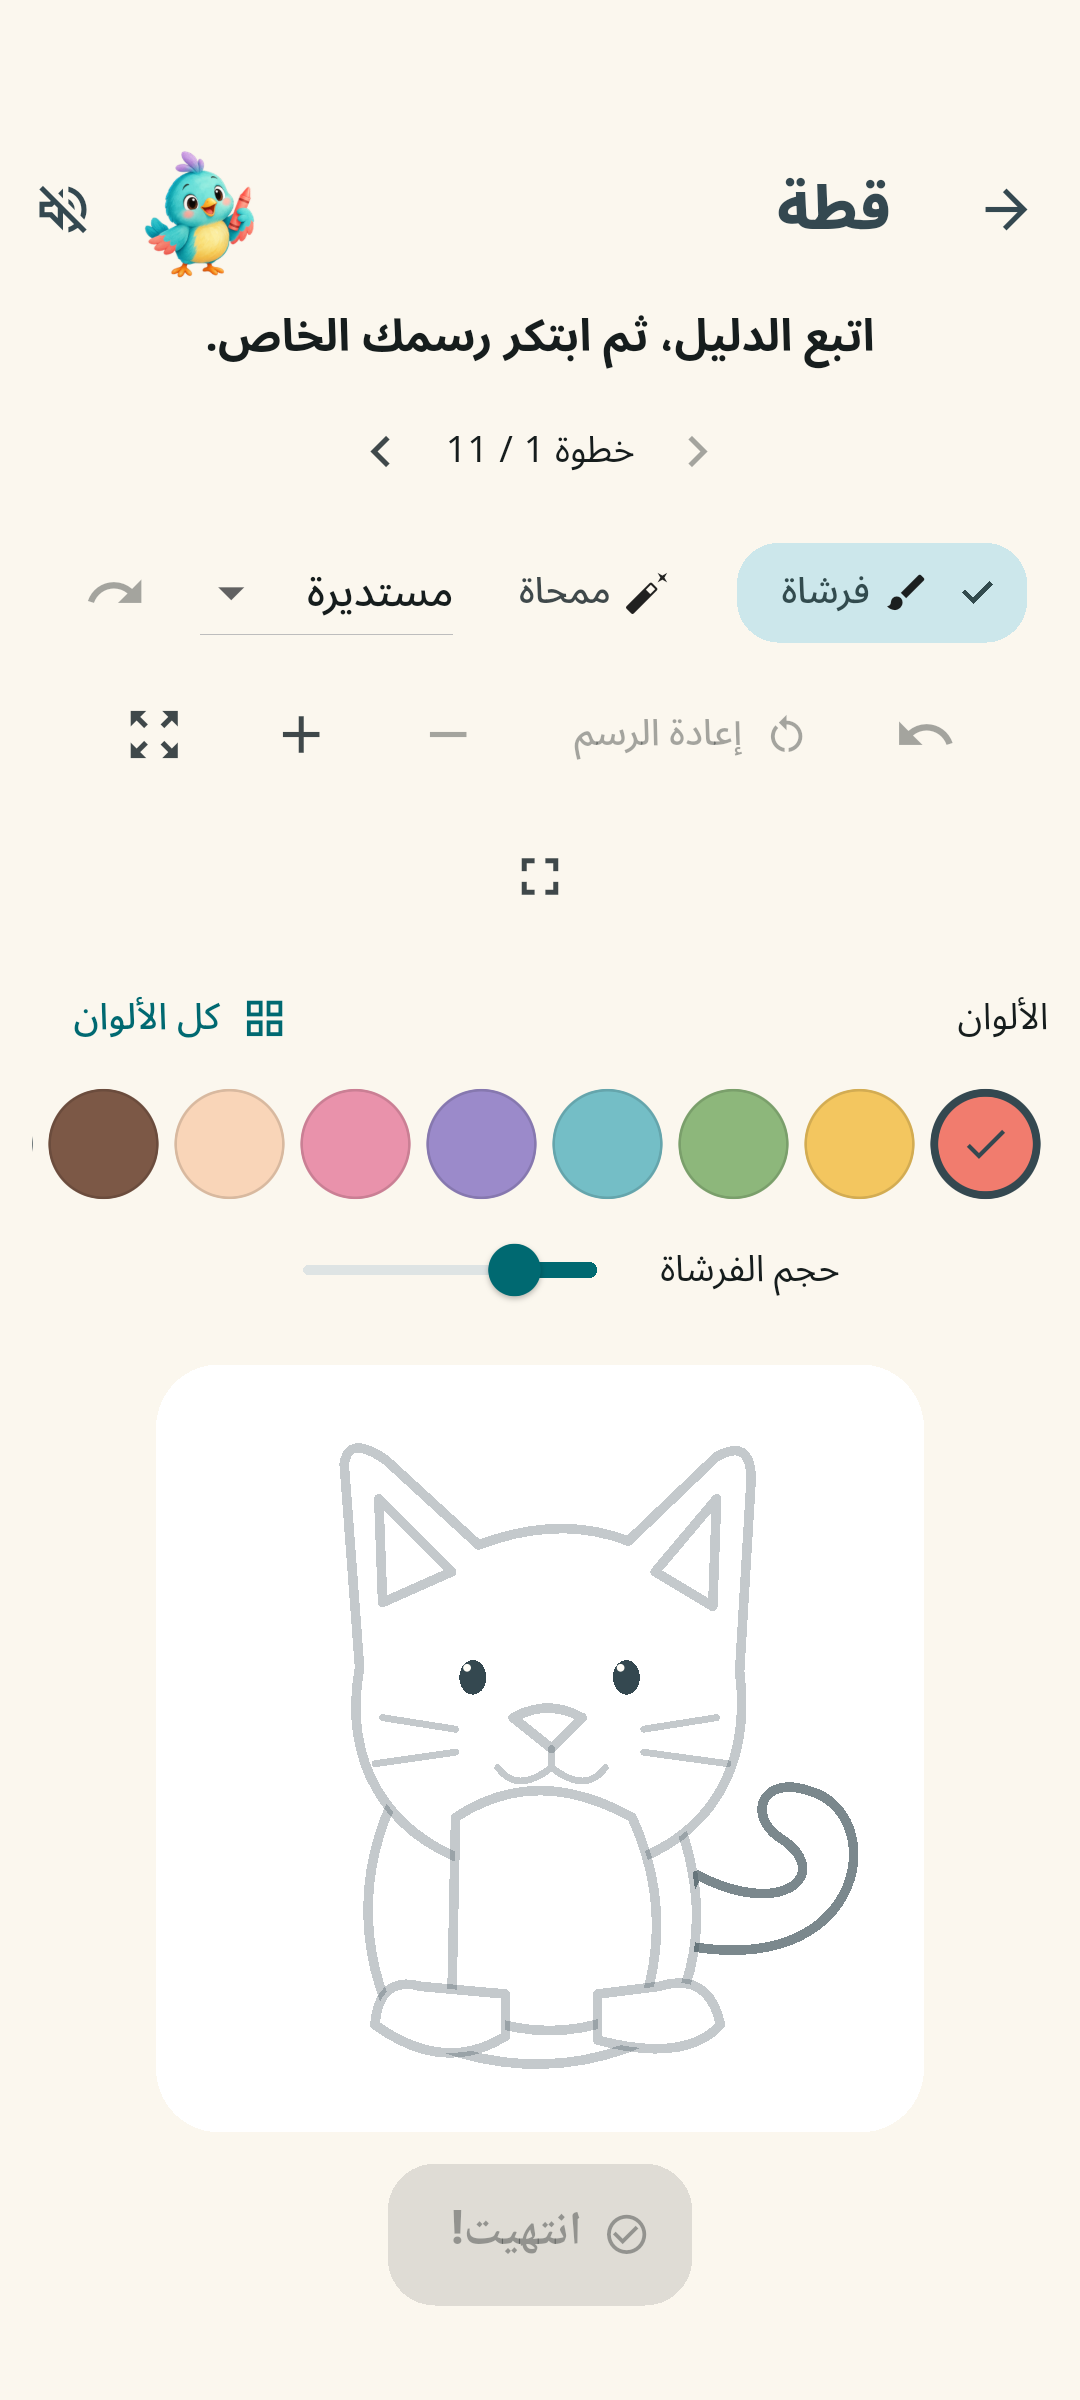 قطة
اتبع الدليل، ثم ابتكر رسمك الخاص.
خطوة 1 / 11
فرشاة
ممحاة
مستديرة
إعادة الرسم
الألوان
كل الألوان
حجم الفرشاة
انتهيت!